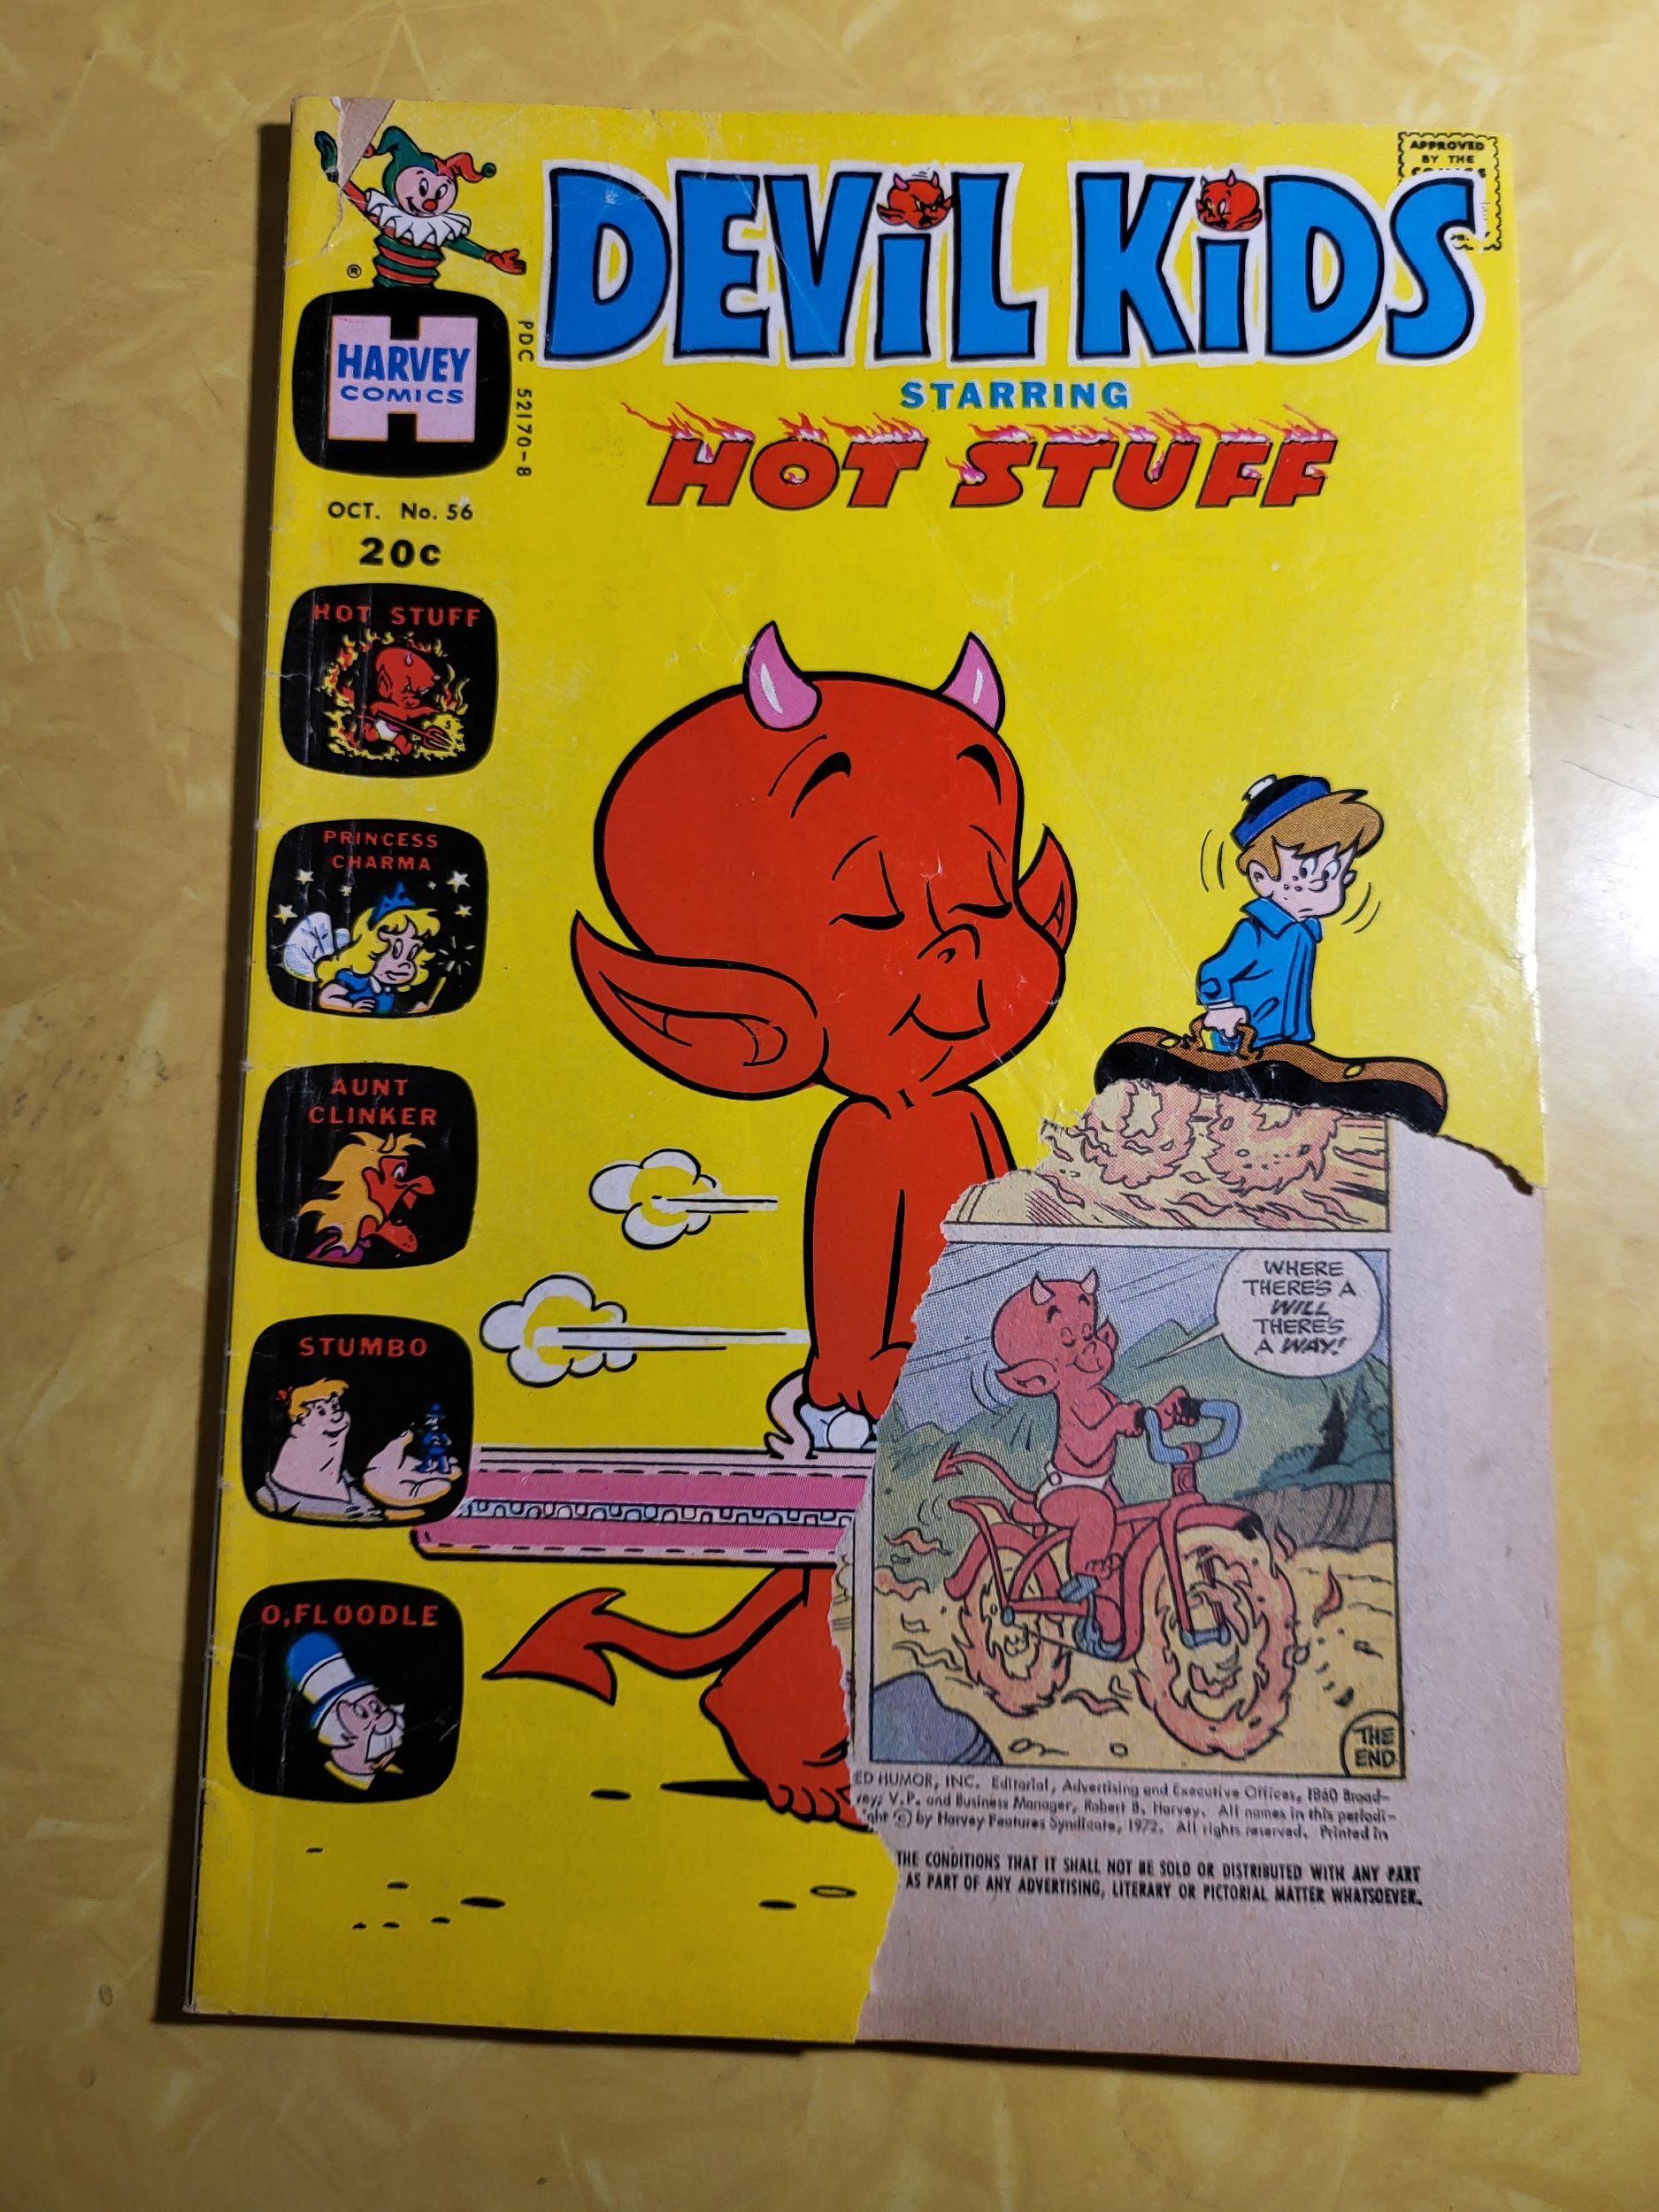 APPROVED
BY THE
DEViL KiDS
STARRING
HOT STUFF
®
H
HARVEY
COMICS
PDC 52170-8
OCT. No. 56
20c
HOT STUFF
PRINCESS
CHARMA
AUNT
CLINKER
STUMBO
O;FLOODLE
WHERE
THERE'S A
WILL
THERE'S
A WAY!
THE
END
ED HUMOR, INC. Editorial, Advertising and Executive Offices, 1860 Broad-
vey; V.P. and Business Manager, Robert B. Harvey. All names in this periodi-
ght © by Harvey Features Syndicate, 1972. All rights reserved. Printed in
THE CONDITIONS THAT IT SHALL NOT BE SOLD OR DISTRIBUTED WITH ANY PART
AS PART OF ANY ADVERTISING, LITERARY OR PICTORIAL MATTER WHATSOEVER.